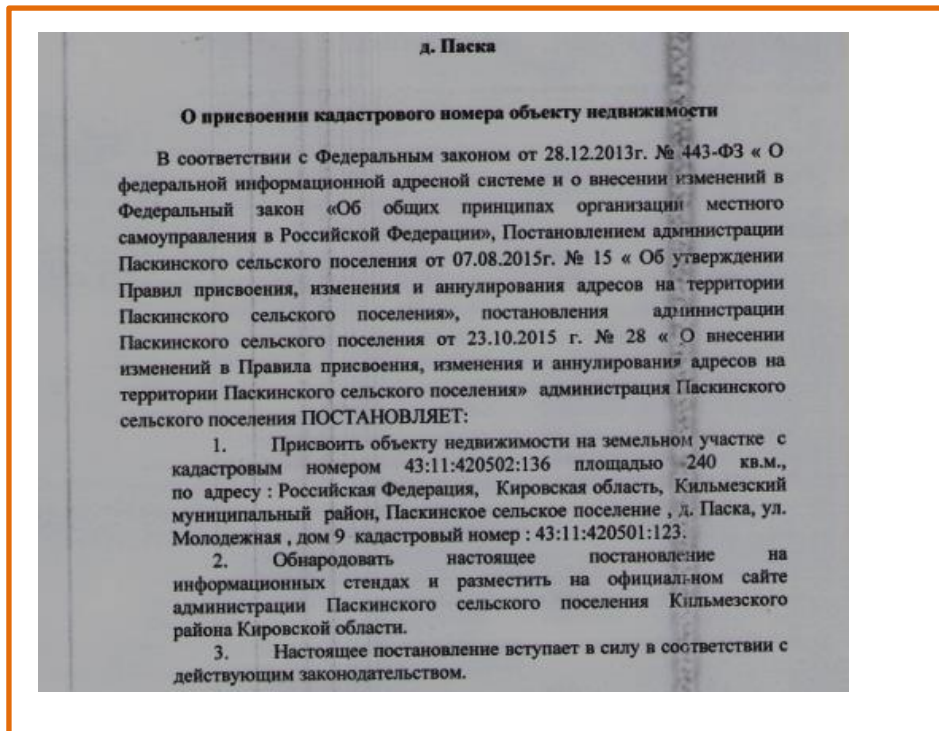 д. Паска
О присвоении кадастрового номера объекту недвижимости
В соответствии с Федеральным законом от 28.12.2013г. № 443-ФЗ « О
федеральной информационной адресной системе и о внесении изменений в
Федеральный закон «Об общих принципах организации местного
самоуправления в Российской Федерации», Постановлением администрации
Паскинского сельского поселения от 07.08.2015г. № 15 « Об утверждении
Правил присвоения, изменения и аннулирования адресов на территории
Паскинского сельского поселения», постановления администрации
Паскинского сельского поселения от 23.10.2015 г. № 28 « О внесении
изменений в Правила присвоения, изменения и аннулирования адресов на
территории Паскинского сельского поселения» администрация Паскинского
сельского поселения ПОСТАНОВЛЯЕТ:
1. Присвоить объекту недвижимости на земельном участке с
кадастровым номером 43:11:420502:136 площадью 240 кв.м.,
по адресу : Российская Федерация, Кировская область, Кильмезский
муниципальный район, Паскинское сельское поселение , д. Паска, ул.
Молодежная , дом 9 кадастровый номер : 43:11:420501:123.
2. Обнародовать настоящее постановление на
информационных стендах и разместить на официальном сайте
администрации Паскинского сельского поселения Кильмезского
района Кировской области.
3. Настоящее постановление вступает в силу в соответствии с
действующим законодательством.